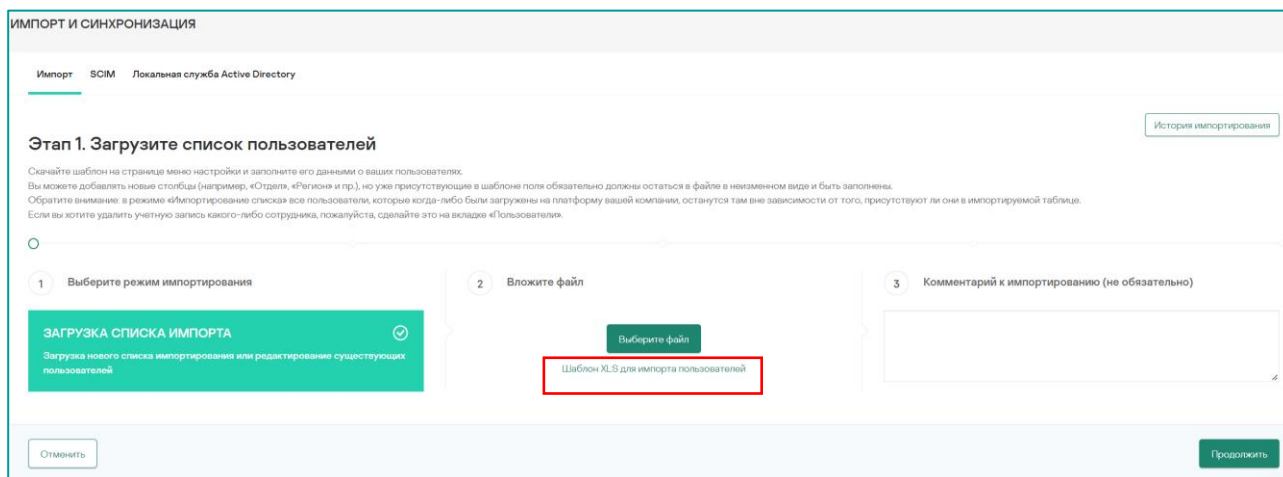 ИМПОРТ И СИНХРОНИЗАЦИЯ
Импорт SCIM Локальная служба Active Directory
История импортирования
Этап 1. Загрузите список пользователей
Скачайте шаблон на странице меню настройки и заполните его данными о ваших пользователях.
Вы можете добавлять новые столбцы (например, «Отдел», «Регион» и пр.), но уже присутствующие в шаблоне поля обязательно должны остаться в файле в неизменном виде и быть заполнены.
Обратите внимание: в режиме «Импортирование списка» все пользователи, которые когда-либо были загружены на платформу вашей компании, останутся там вне зависимости от того, присутствуют ли они в импортируемой таблице.
Если вы хотите удалить учетную запись какого-либо сотрудника, пожалуйста, сделайте это на вкладке «Пользователи».
1 Выберите режим импортирования
ЗАГРУЗКА СПИСКА ИМПОРТА
Загрузка нового списка импортирования или редактирование существующих
пользователей
2 Вложите файл
Выберите файл
Шаблон XLS для импорта пользователей
3 Комментарий к импортированию (не обязательно)
Отменить
Продолжить